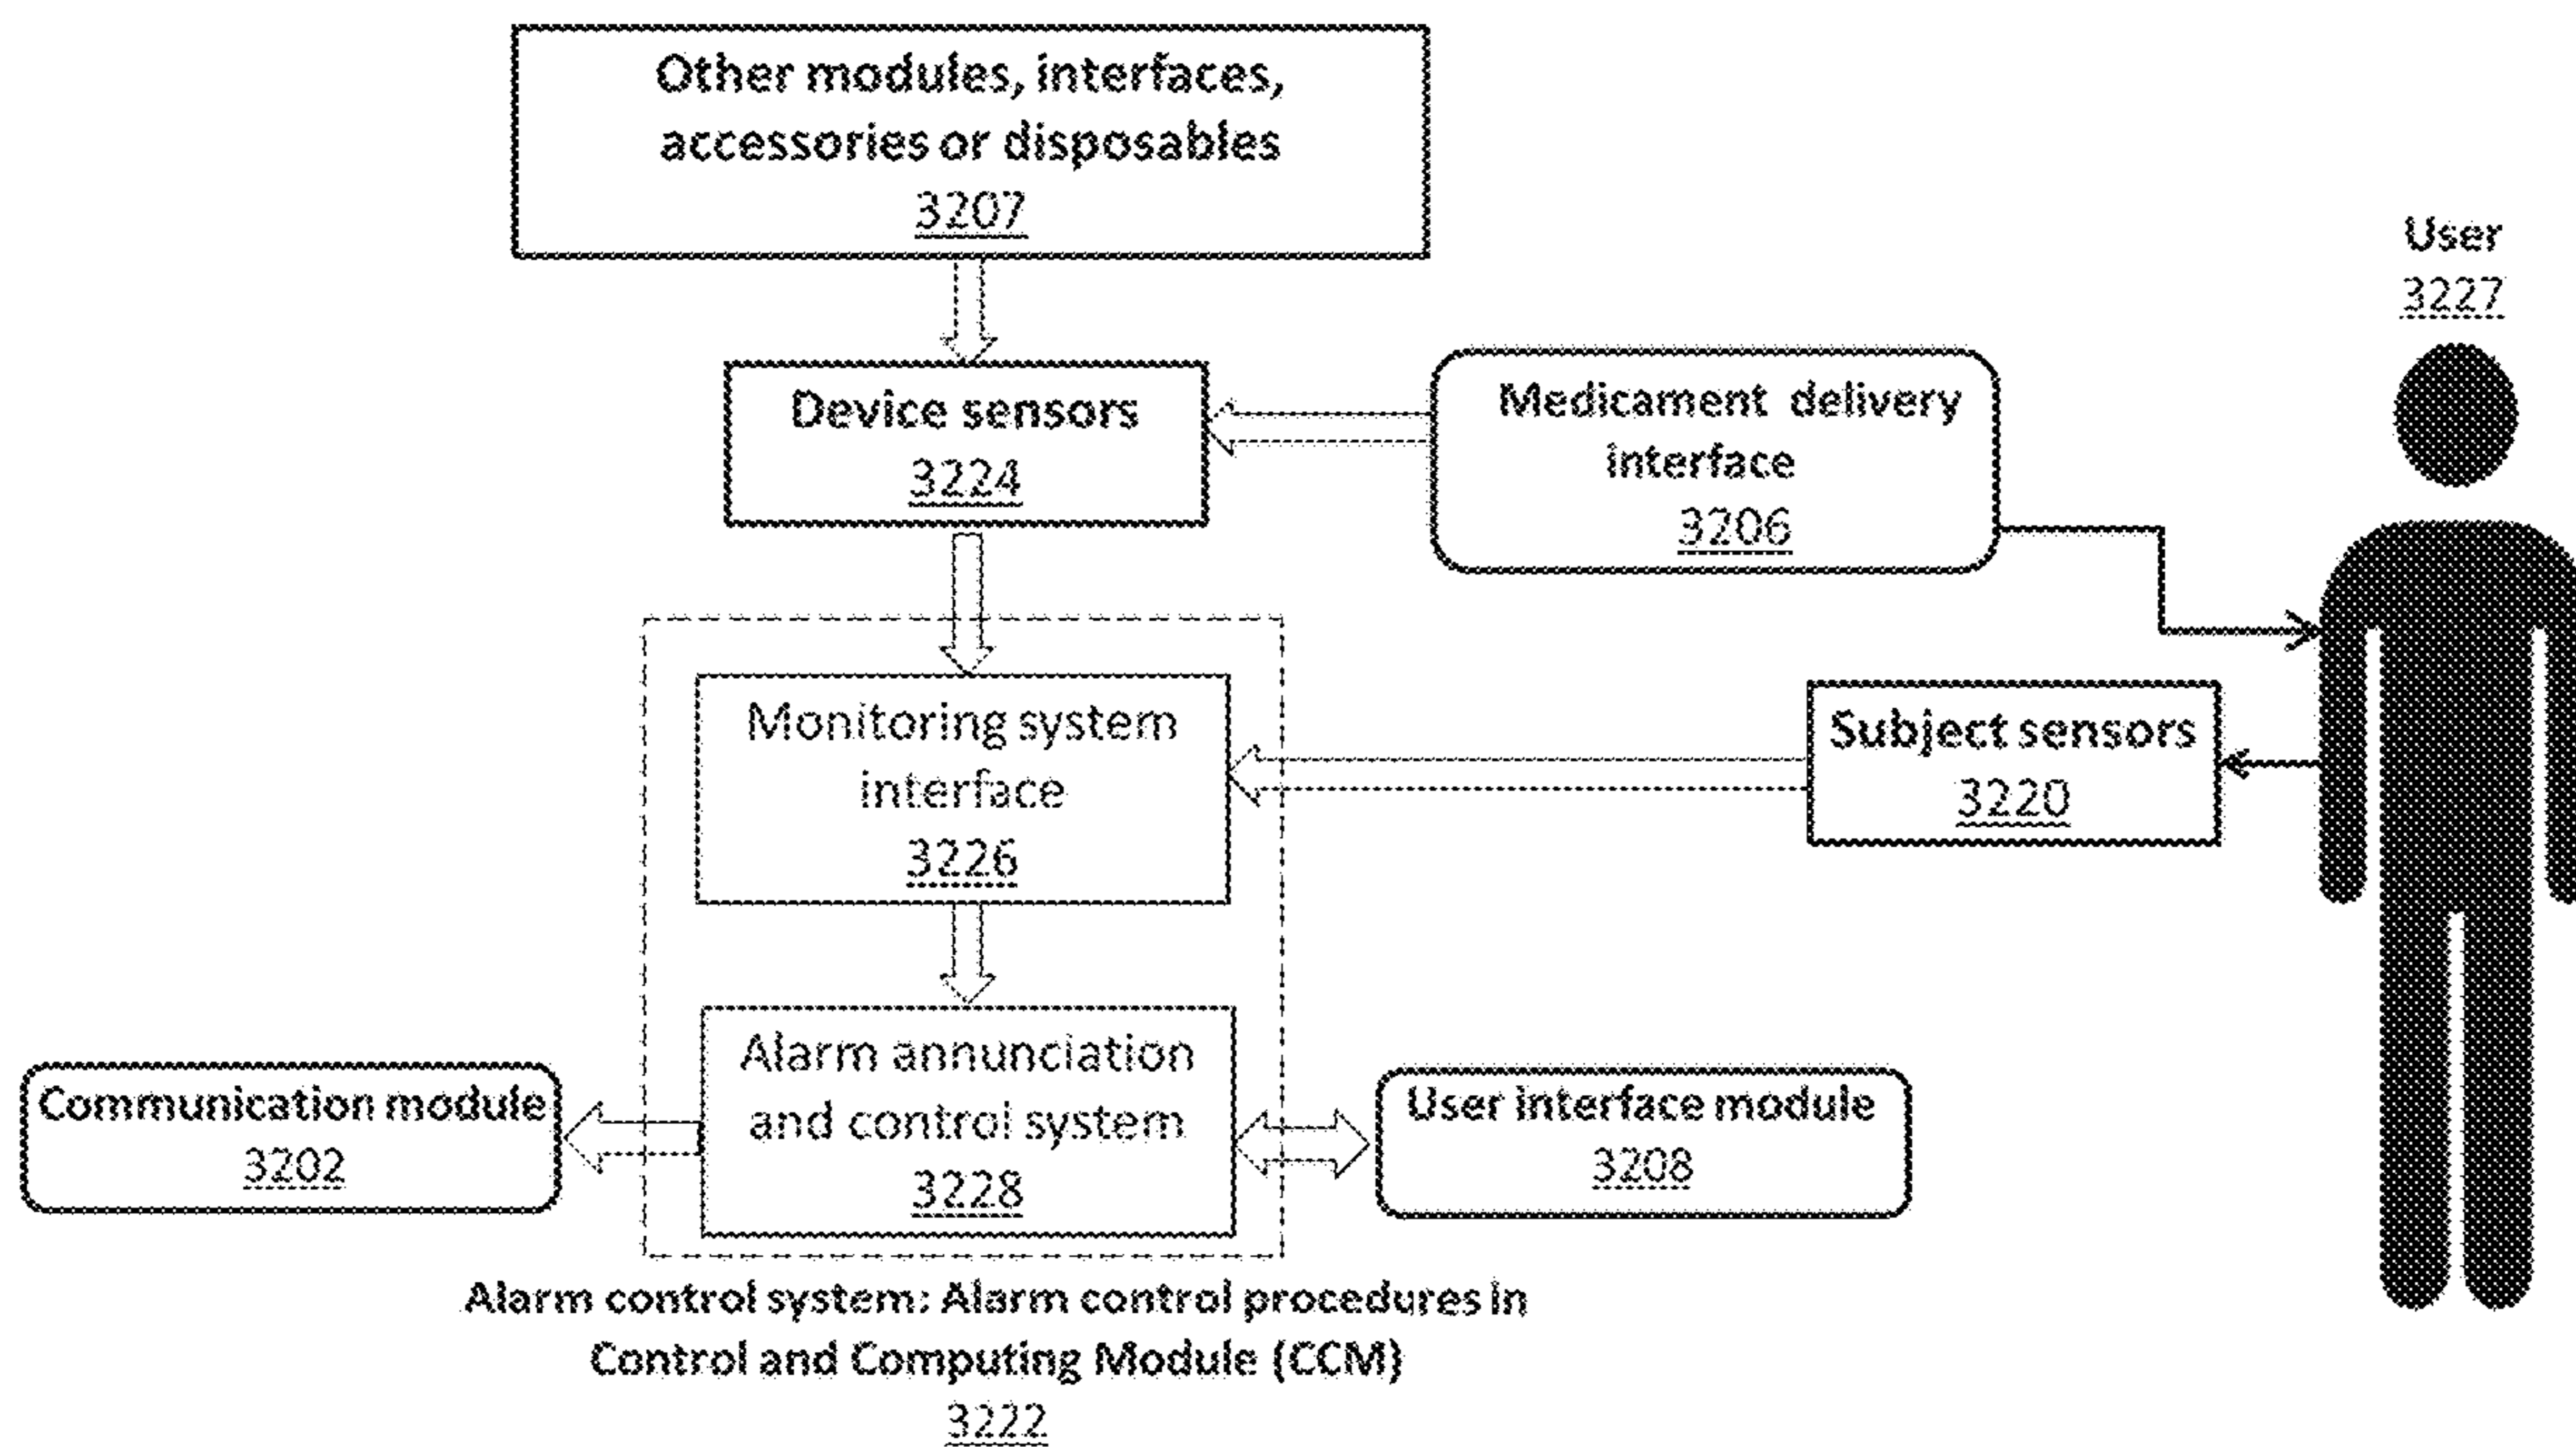 Other modules, interfaces,
accessories or disposables
3207
User
3227
Device sensors
3224
Medicament delivery
interface
3206
Monitoring system
interface
3226
Subject sensors
3220
Alarm annunciation
and control system
3228
Communication module
3202
User interface module
3208
Alarm control system: Alarm control procedures in
Control and Computing Module (CCM)
3222